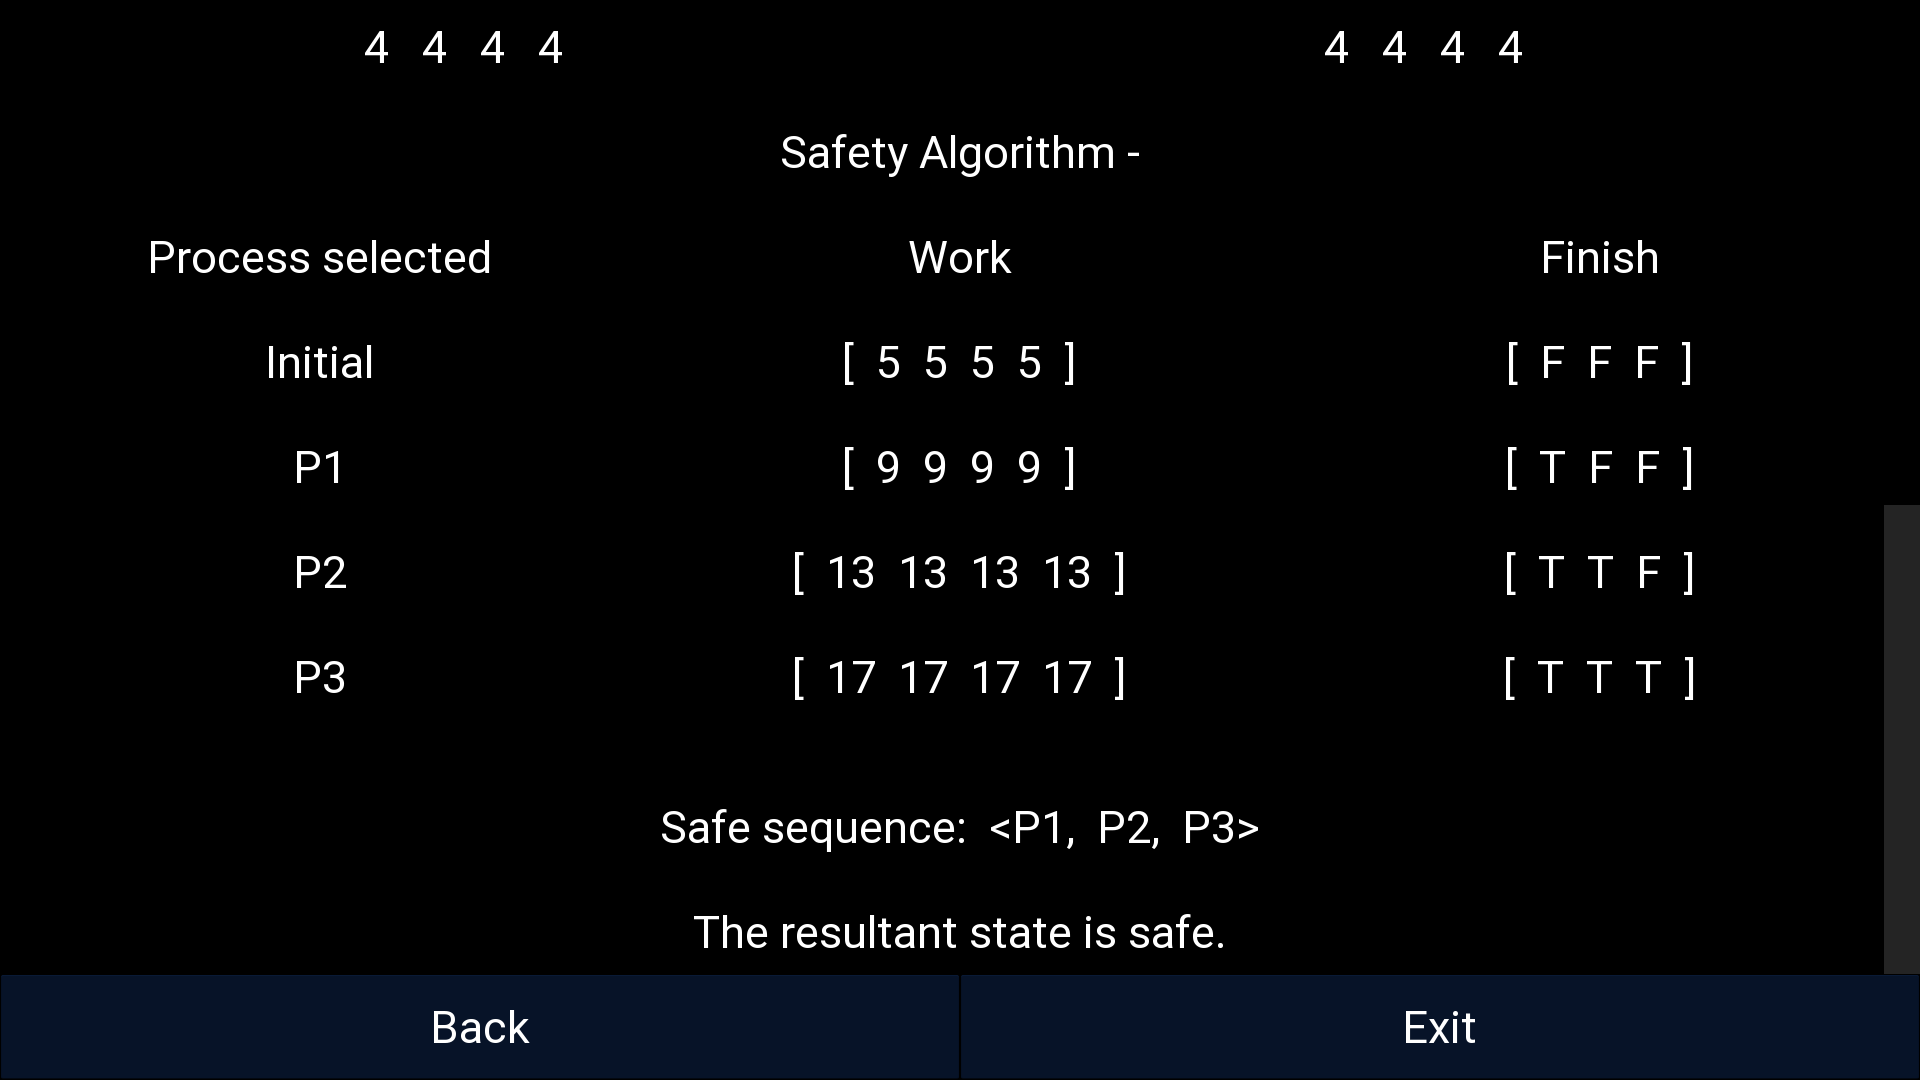 4 4 4 4 4 4 4 4
Safety Algorithm -
Process selected Work Finish
Initial [ 5 5 5 5 ] [ F F F ]
P1 [ 9 9 9 9 ] [ T F F ]
P2 [ 13 13 13 13 ] [ T T F ]
P3 [ 17 17 17 17 ] [ T T T ]
Safe sequence: <P1, P2, P3>
The resultant state is safe.
Back Exit